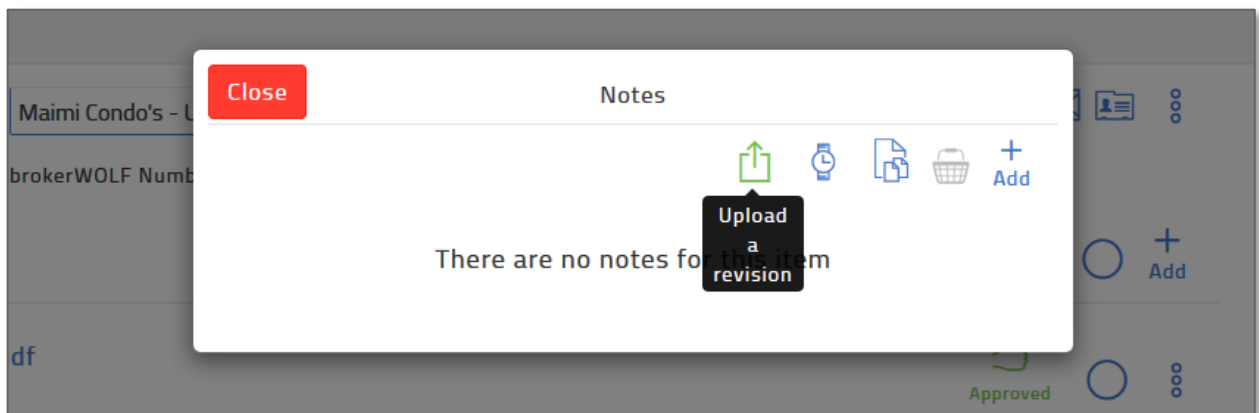 Close
Notes
Maimi Condo's - U
brokerWOLF Numb
Add
Upload
a
revision
There are no notes for this item
Add
df
Approved